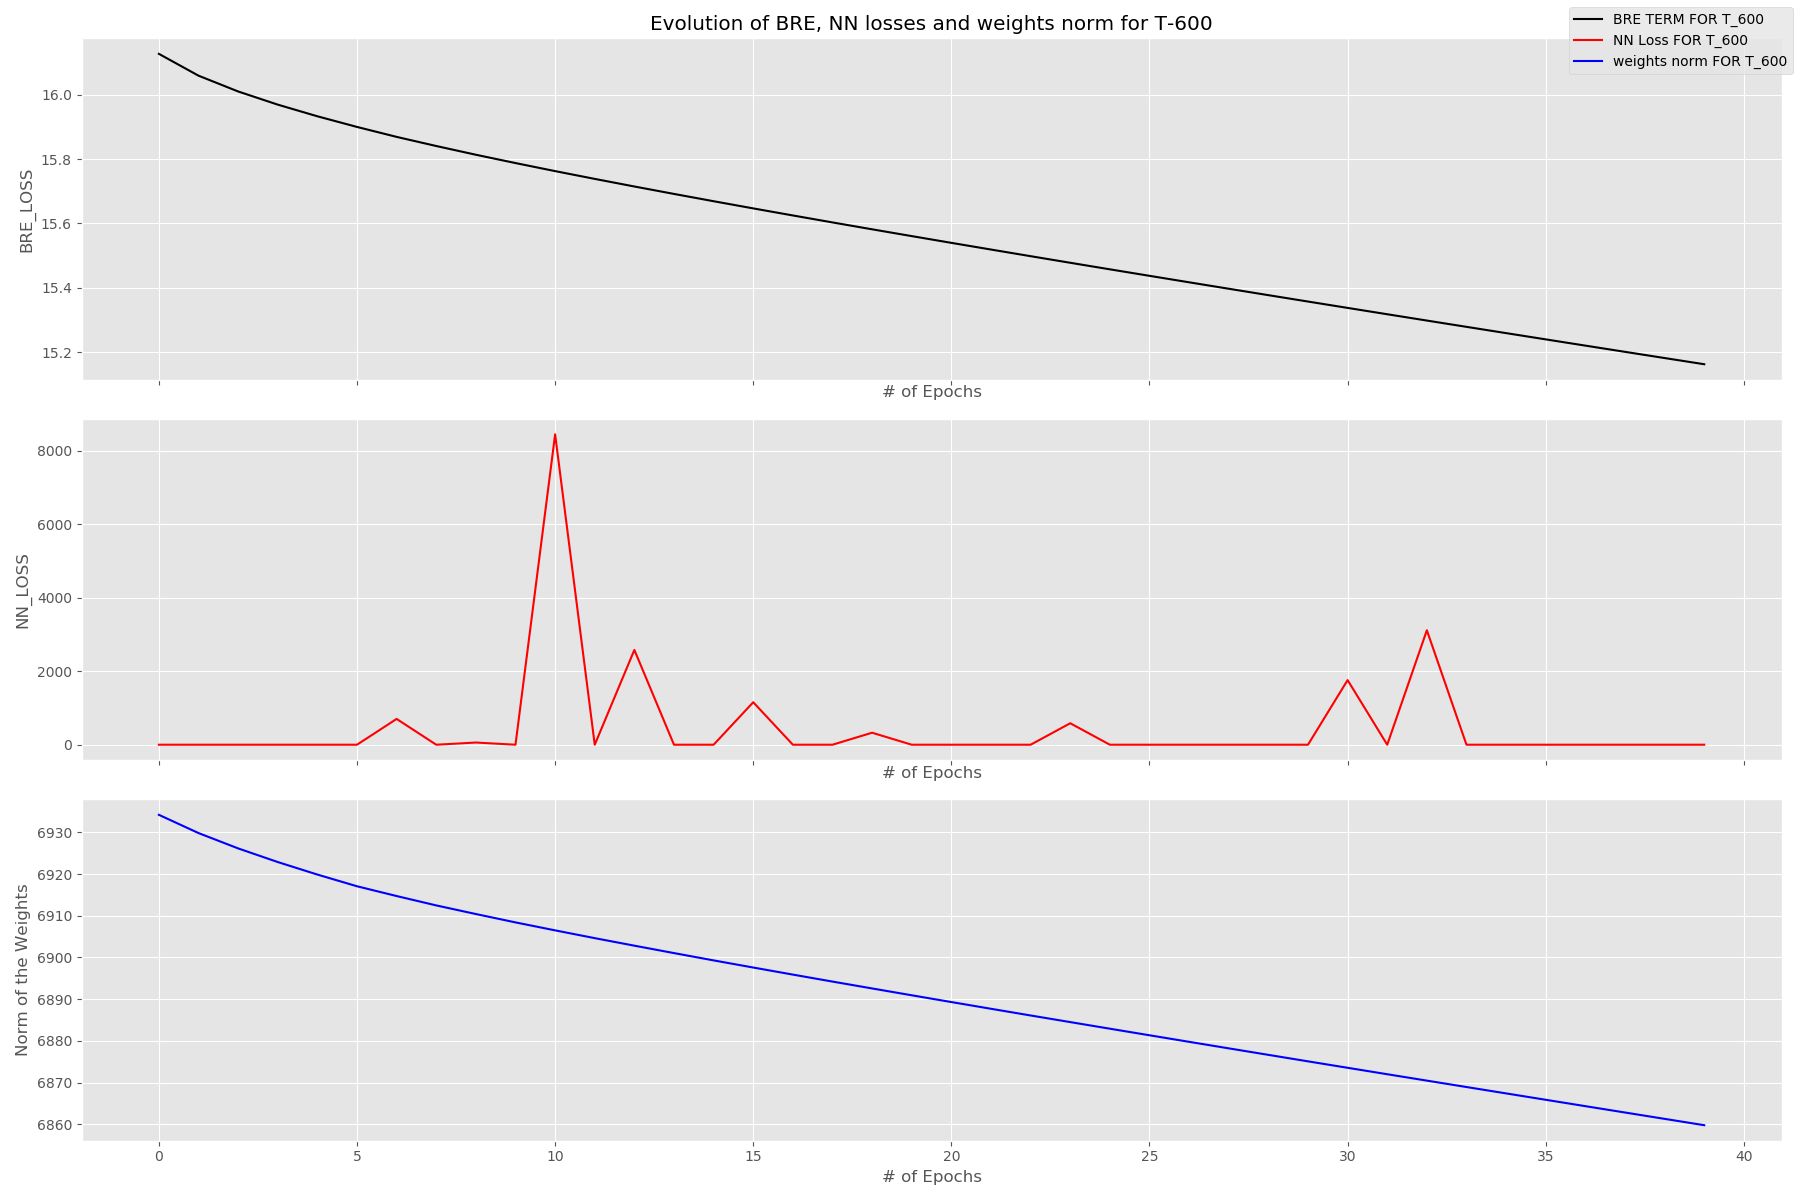 Evolution of BRE, NN losses and weights norm for T-600
BRE TERM FOR T_600
NN Loss FOR T_600
weights norm FOR T_600
BRE_LOSS
16.0
15.8
15.6
15.4
15.2
# of Epochs
NN_LOSS
8000
6000
4000
2000
0
# of Epochs
Norm of the Weights
6930
6920
6910
6900
6890
6880
6870
6860
0 5 10 15 20 25 30 35 40
# of Epochs